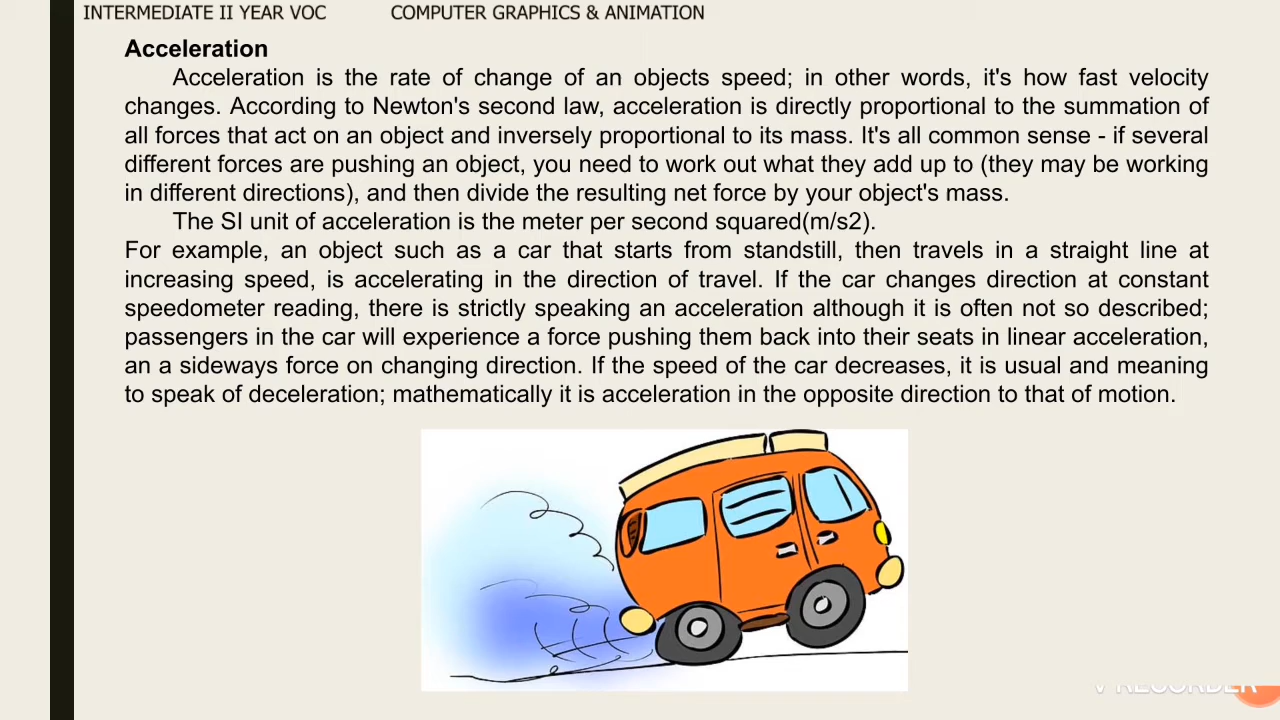 INTERMEDIATE II YEAR VOC COMPUTER GRAPHICS & ANIMATION
Acceleration
Acceleration is the rate of change of an objects speed; in other words, it's how fast velocity
changes. According to Newton's second law, acceleration is directly proportional to the summation of
all forces that act on an object and inversely proportional to its mass. It's all common sense - if several
different forces are pushing an object, you need to work out what they add up to (they may be working
in different directions), and then divide the resulting net force by your object's mass.
The SI unit of acceleration is the meter per second squared(m/s2).
For example, an object such as a car that starts from standstill, then travels in a straight line at
increasing speed, is accelerating in the direction of travel. If the car changes direction at constant
speedometer reading, there is strictly speaking an acceleration although it is often not so described;
passengers in the car will experience a force pushing them back into their seats in linear acceleration,
an a sideways force on changing direction. If the speed of the car decreases, it is usual and meaning
to speak of deceleration; mathematically it is acceleration in the opposite direction to that of motion.
V RECORDER